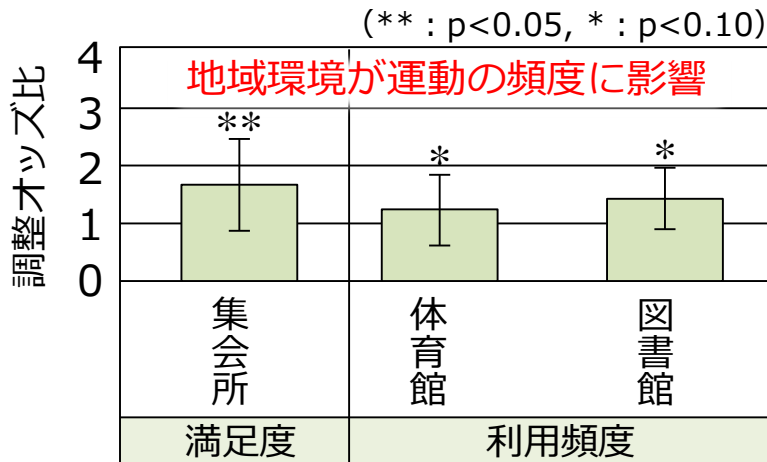 (**：p<0.05, *：p<0.10)
地域環境が運動の頻度に影響
調整オッズ比
4
3
2
1
0
**
*
*
集会所
体育館
図書館
満足度
利用頻度